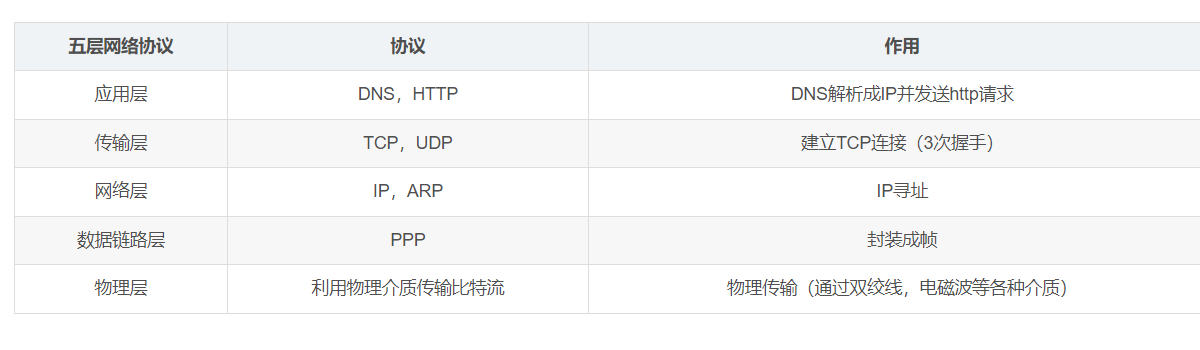 五层网络协议 协议 作用
应用层 DNS，HTTP DNS解析成IP并发送http请求
传输层 TCP，UDP 建立TCP连接（3次握手）
网络层 IP，ARP IP寻址
数据链路层 PPP 封装成帧
物理层 利用物理介质传输比特流 物理传输（通过双绞线，电磁波等各种介质）